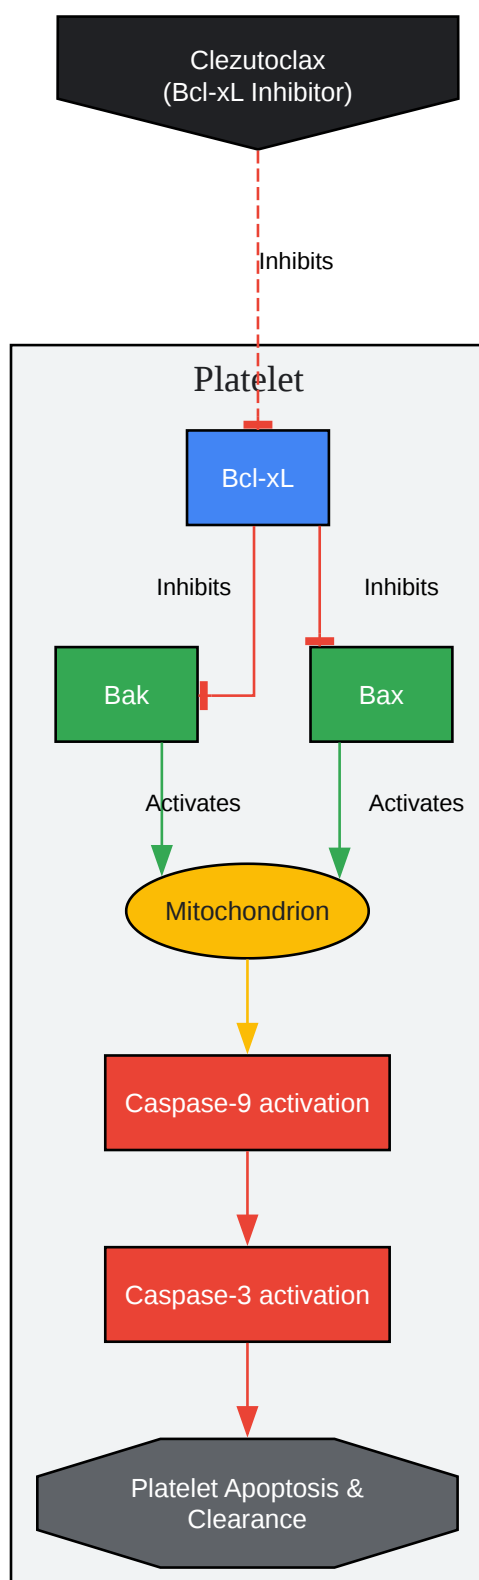 Clezutoclax
(Bcl-xL Inhibitor)
Inhibits
Platelet
Bcl-xL
Inhibits
Inhibits
Bak
Bax
Activates
Activates
Mitochondrion
Caspase-9 activation
Caspase-3 activation
Platelet Apoptosis &
Clearance